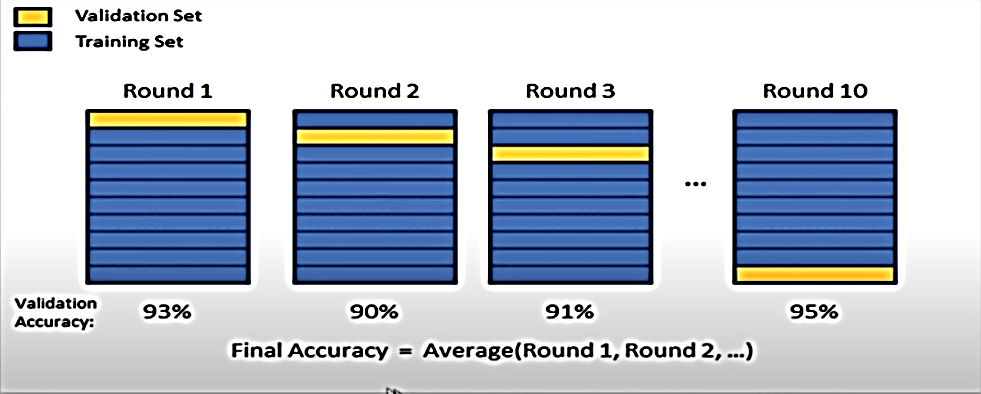 Validation Set
Training Set
Round 1 Round 2 Round 3 Round 10
...
Validation
Accuracy: 93% 90% 91% 95%
Final Accuracy = Average(Round 1, Round 2, ...)